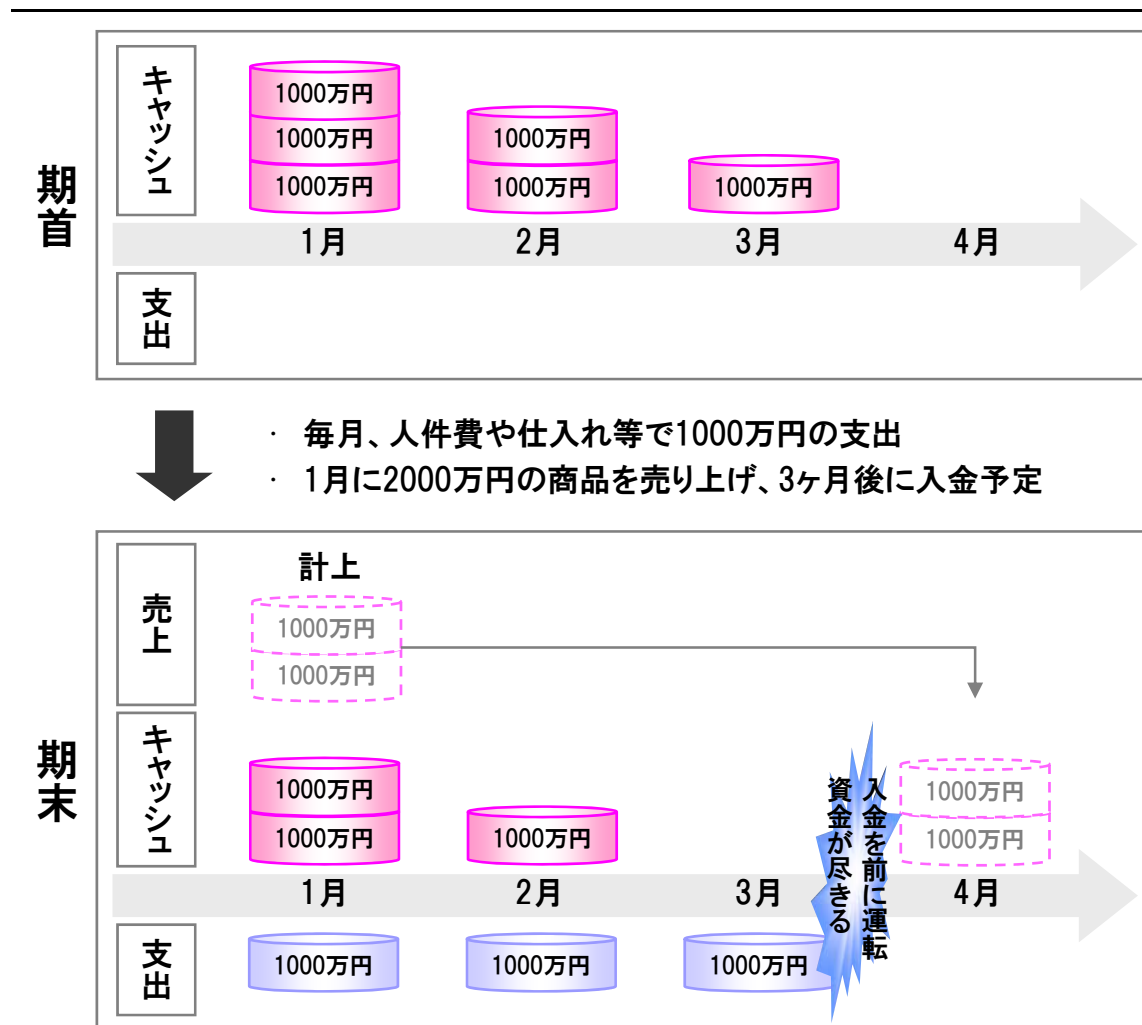 期首
キャッシュ
1000万円
1000万円
1000万円
1000万円
1000万円
1000万円
1月
2月
3月
4月
支出
・ 毎月、人件費や仕入れ等で1000万円の支出
・ 1月に2000万円の商品を売り上げ、3ヶ月後に入金予定
期末
売上
計上
1000万円
1000万円
キャッシュ
1000万円
1000万円
1000万円
入金を前に運転
資金が尽きる
1000万円
1000万円
1月
2月
3月
4月
支出
1000万円
1000万円
1000万円